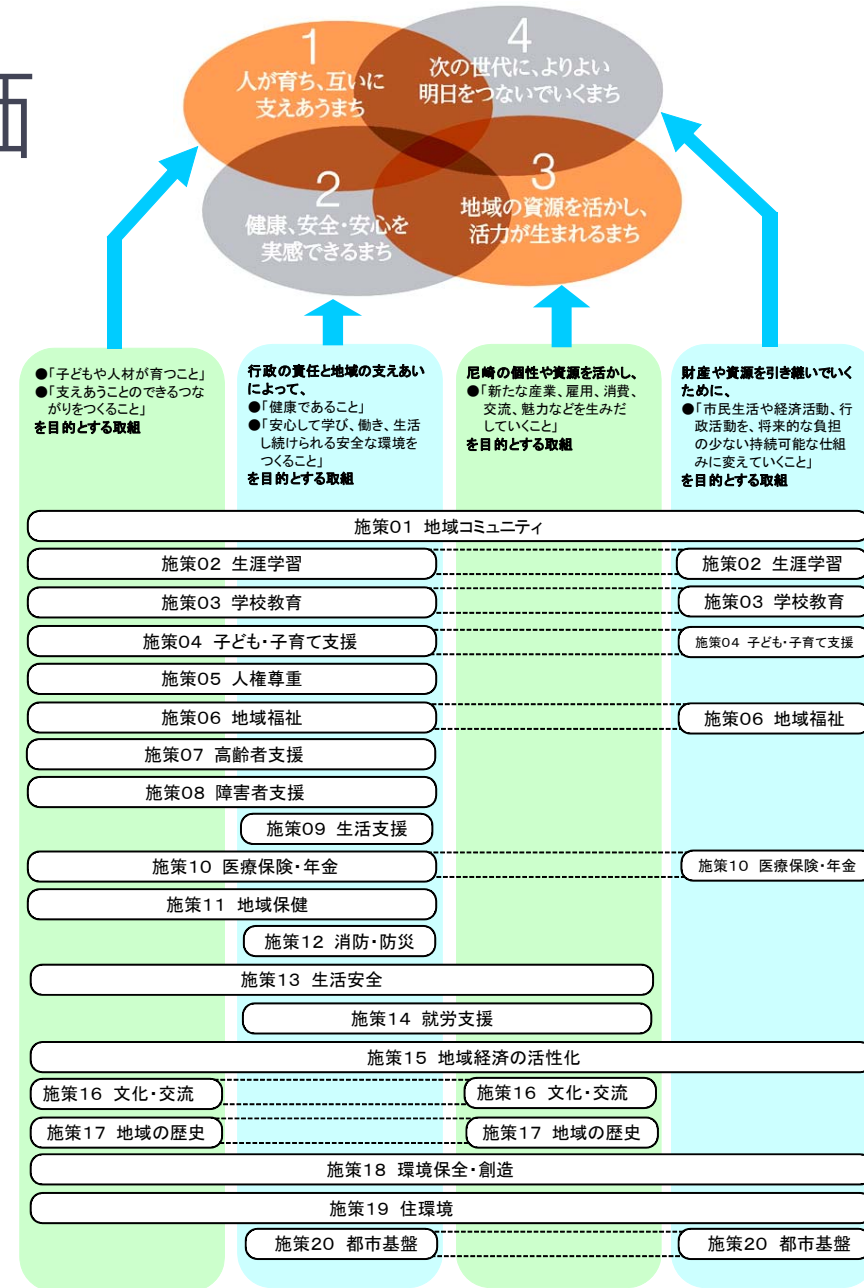 価
1
人が育ち、互いに
支えあうまち
4
次の世代に、よりよい
明日をつないでいくまち
2
健康、安全・安心を
実感できるまち
3
地域の資源を活かし、
活力が生まれるまち
●「子どもや人材が育つこと」
●「支えあうことのできるつな
がりをつくること」
を目的とする取組
行政の責任と地域の支えあい
によって、
●「健康であること」
●「安心して学び、働き、生活
し続けられる安全な環境を
つくること」
を目的とする取組
尼崎の個性や資源を活かし、
●「新たな産業、雇用、消費、
交流、魅力などを生みだ
していくこと」
を目的とする取組
財産や資源を引き継いでいく
ために、
●「市民生活や経済活動、行
政活動を、将来的な負担
の少ない持続可能な仕組
みに変えていくこと」
を目的とする取組
施策01 地域コミュニティ
施策02 生涯学習
施策02 生涯学習
施策03 学校教育
施策03 学校教育
施策04 子ども・子育て支援
施策04 子ども・子育て支援
施策05 人権尊重
施策06 地域福祉
施策06 地域福祉
施策07 高齢者支援
施策08 障害者支援
施策09 生活支援
施策10 医療保険・年金
施策10 医療保険・年金
施策11 地域保健
施策12 消防・防災
施策13 生活安全
施策14 就労支援
施策15 地域経済の活性化
施策16 文化・交流
施策16 文化・交流
施策17 地域の歴史
施策17 地域の歴史
施策18 環境保全・創造
施策19 住環境
施策20 都市基盤
施策20 都市基盤